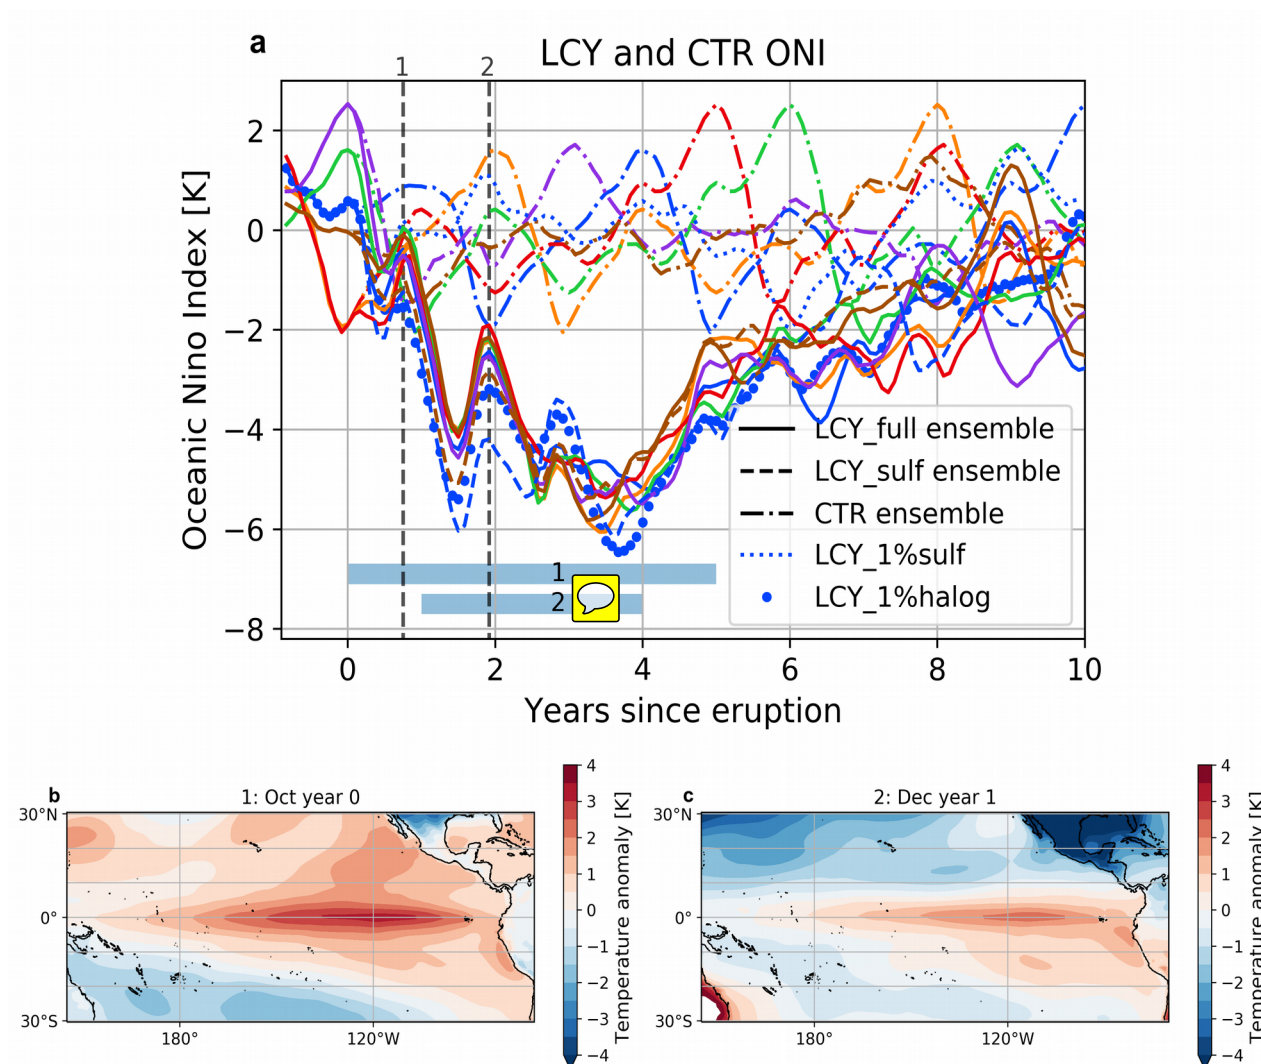 a
LCY and CTR ONI
1 2
Oceanic Nino Index [K]
2
0
−2
−4
−6
−8
LCY_full ensemble
LCY_sulf ensemble
CTR ensemble
LCY_1%sulf
LCY_1%halog
1
2
0 2 4 6 8 10
Years since eruption
b
1: Oct year 0
30°N
0°
30°S
180° 120°W
4
3
2
1
0
−1
−2
−3
−4
Temperature anomaly [K]
c
2: Dec year 1
30°N
0°
30°S
180° 120°W
4
3
2
1
0
−1
−2
−3
−4
Temperature anomaly [K]